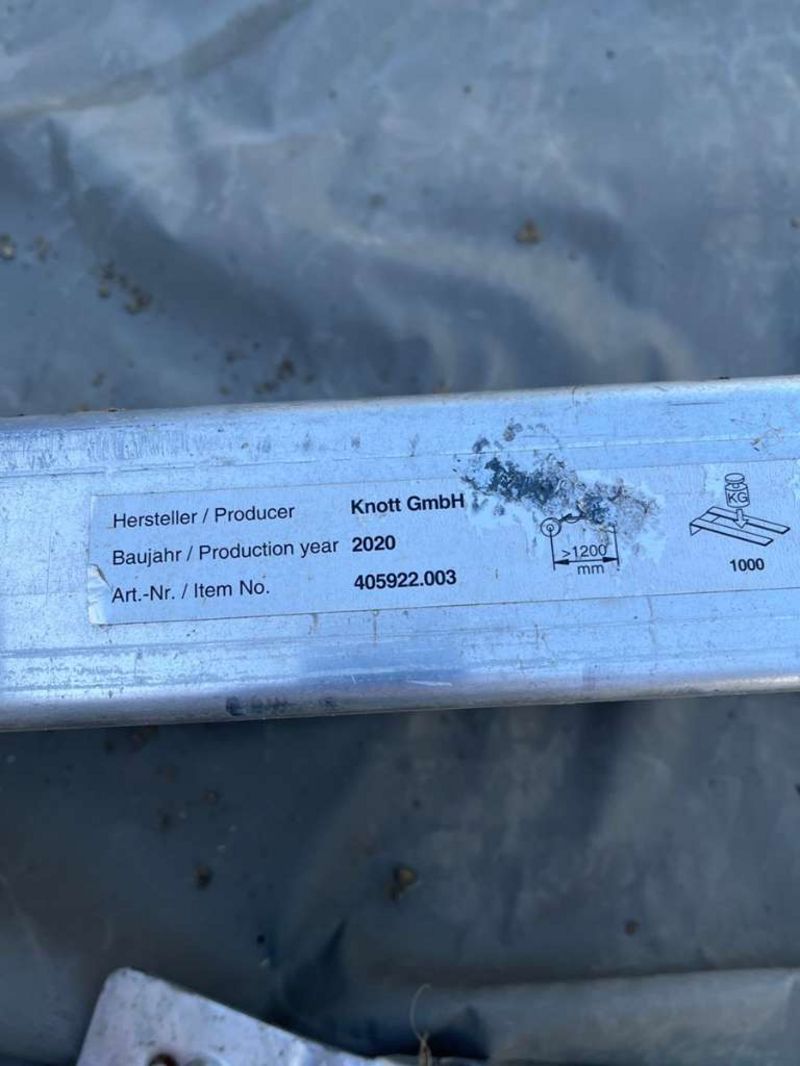 Hersteller / Producer Knott GmbH
Baujahr / Production year 2020
Art.-Nr. / Item No. 405922.003
>1200
mm
KG
1000